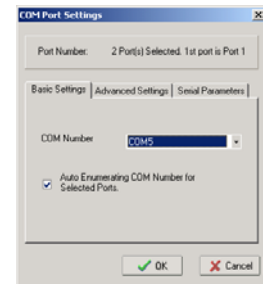 COM Port Settings
Port Number: 2 Port(s) Selected. 1st port is Port 1
Basic Settings Advanced Settings Serial Parameters
COM Number COM5
Auto Enumerating COM Number for
Selected Ports.
OK Cancel